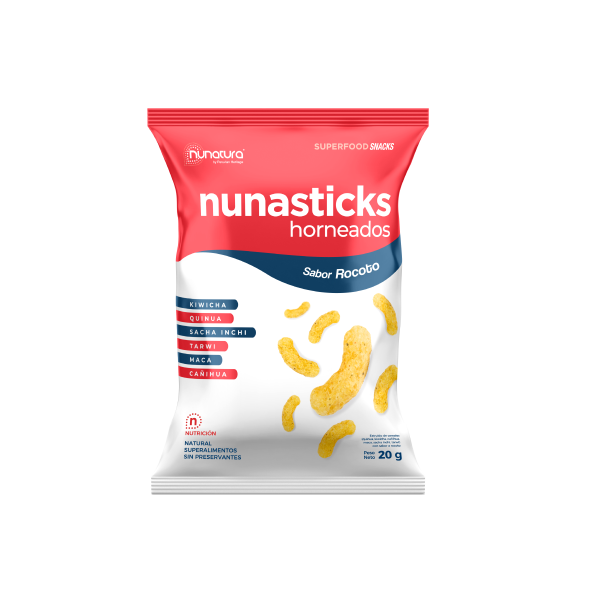 nunatura
SUPERFOOD SNACKS
nunasticks
horneados
Sabor Rocoto
KIWICHA
QUINUA
SACHA INCHI
TARWI
MACA
CAÑIHUA
n
NUTRICIÓN
NATURAL
SUPERALIMENTOS
SIN PRESERVANTES
Peso
Neto 20 g